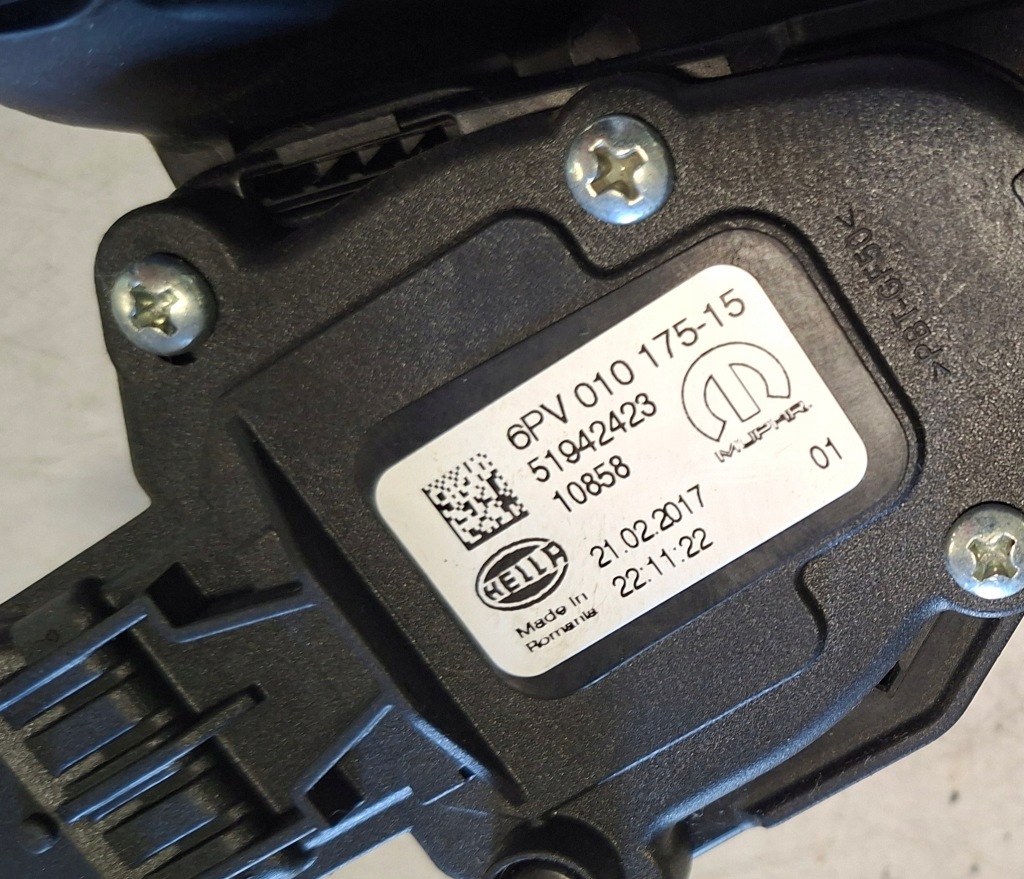 6PV 010 175-15
51942423
10858
01
HELLA
21.02.2017
22:11:22
Made in
Romania
>PBT-GF50<